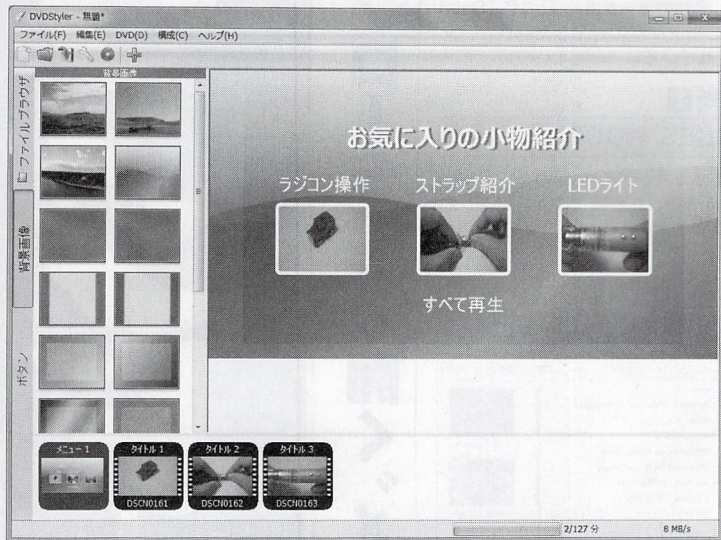 DVDStyler - 無題*
ファイル(F) 編集(E) DVD(D) 構成(C) ヘルプ(H)
背景画像
ファイルブラウザ
背景画像
ボタン
お気に入りの小物紹介
ラジコン操作 ストラップ紹介 LEDライト
すべて再生
メニュー 1 タイトル 1 タイトル 2 タイトル 3
DSCN0161 DSCN0162 DSCN0163
2/127 分 8 MB/s